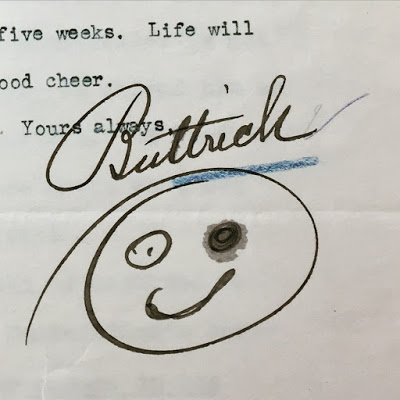 five weeks. Life will
ood cheer.
. Yours always,
Buttrick